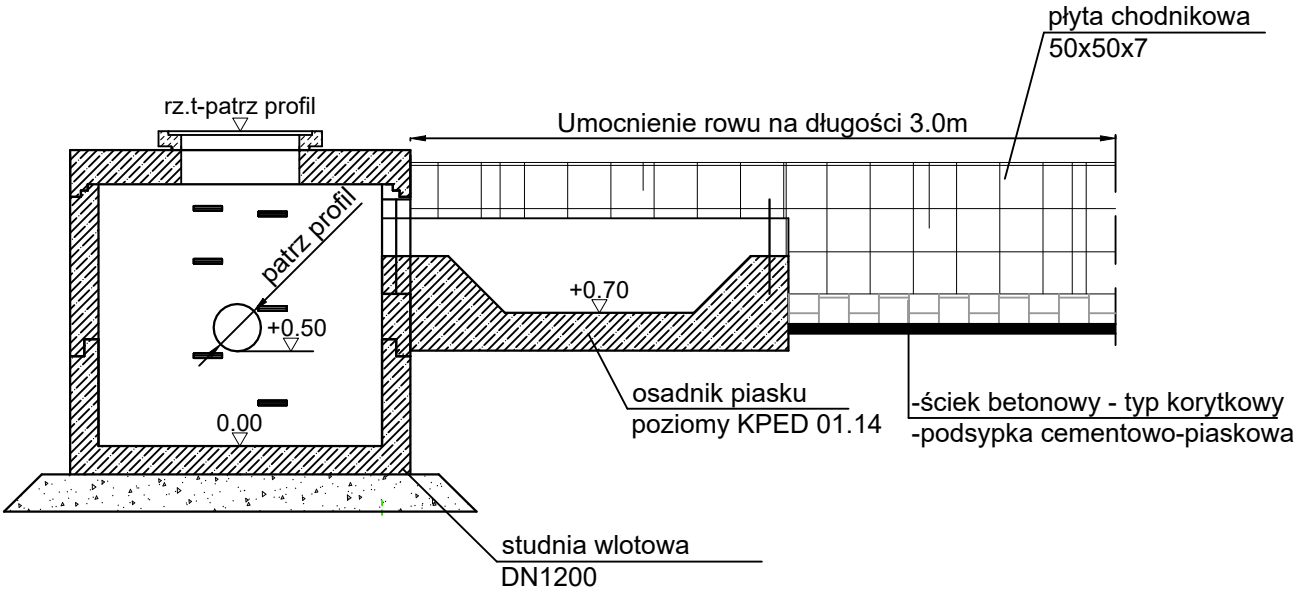 płyta chodnikowa
50x50x7
rz.t-patrz profil
Umocnienie rowu na długości 3.0m
patrz profil
+0.70
+0.50
osadnik piasku
poziomy KPED 01.14
-ściek betonowy - typ korytkowy
-podsypka cementowo-piaskowa
0.00
studnia wlotowa
DN1200